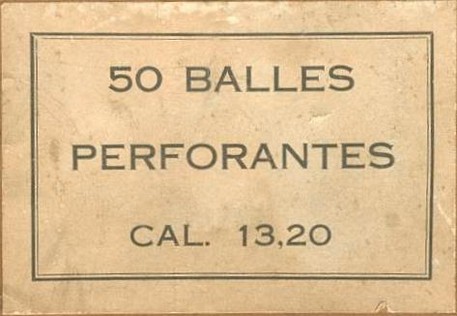 50 BALLES
PERFORANTES
CAL. 13,20